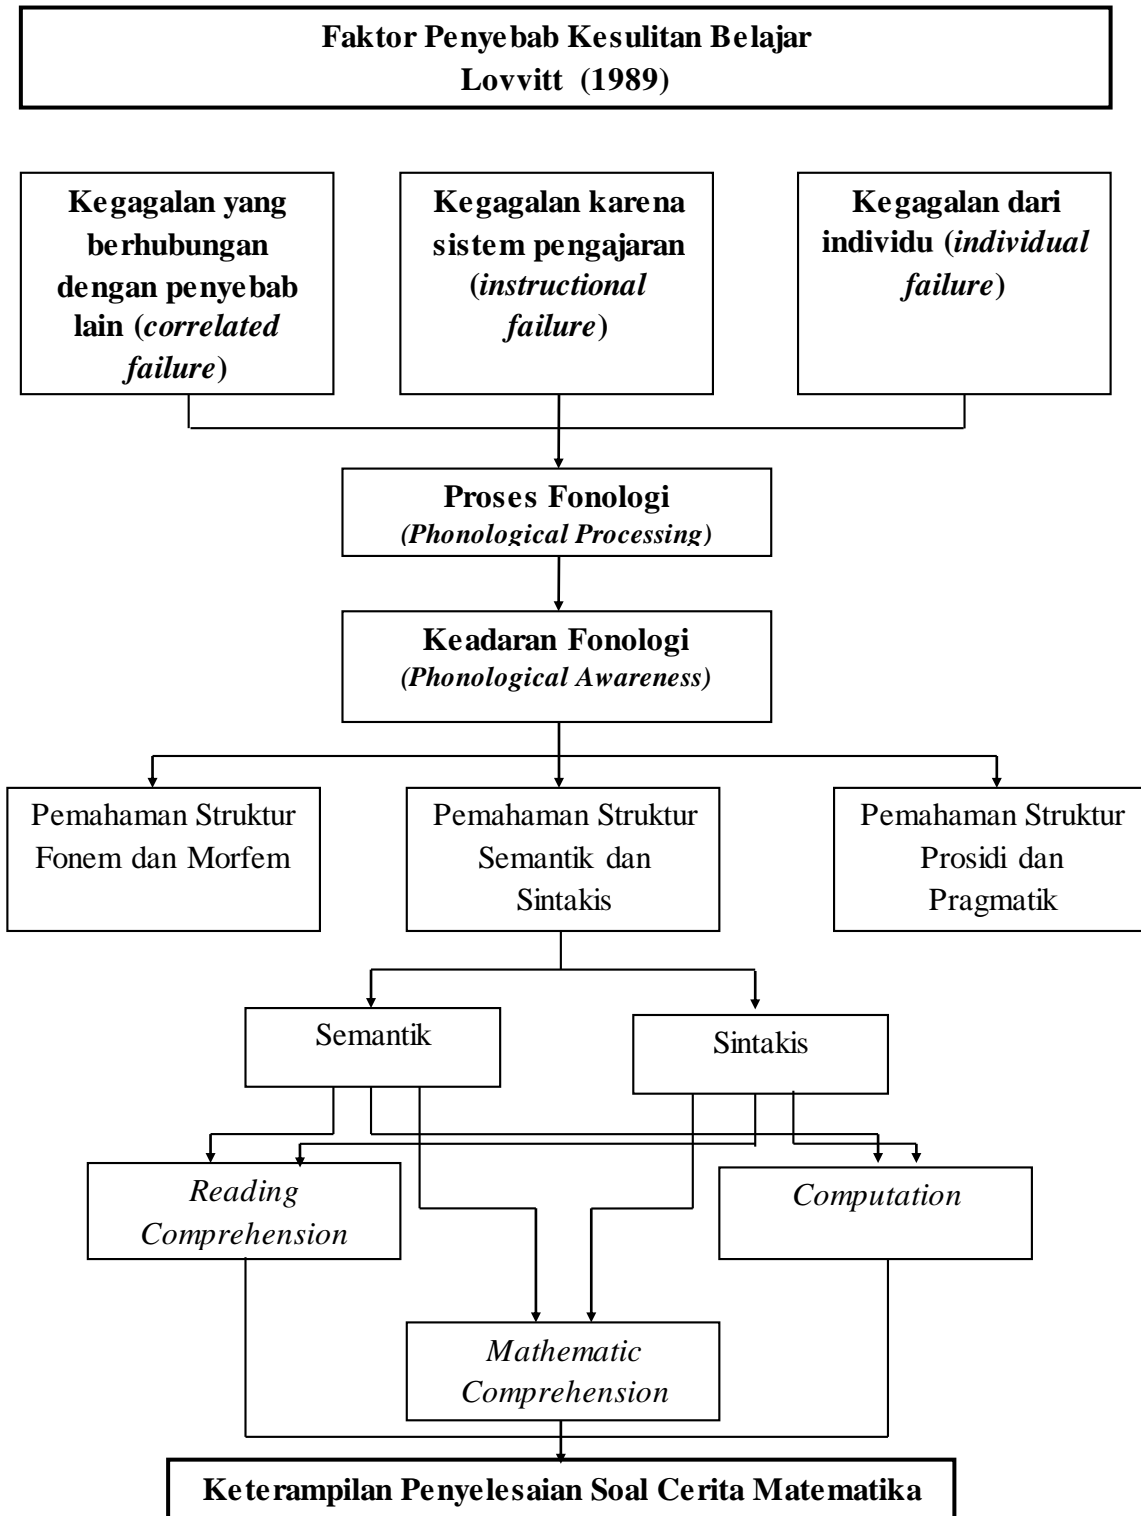 Faktor Penyebab Kesulitan Belajar
Lovvitt (1989)
Kegagalan yang
berhubungan
dengan penyebab
lain (correlated
failure)
Kegagalan karena
sistem pengajaran
(instructional
failure)
Kegagalan dari
individu (individual
failure)
Proses Fonologi
(Phonological Processing)
Keadaran Fonologi
(Phonological Awareness)
Pemahaman Struktur
Fonem dan Morfem
Pemahaman Struktur
Semantik dan
Sintakis
Pemahaman Struktur
Prosidi dan
Pragmatik
Semantik
Sintakis
Reading
Comprehension
Computation
Mathematic
Comprehension
Keterampilan Penyelesaian Soal Cerita Matematika